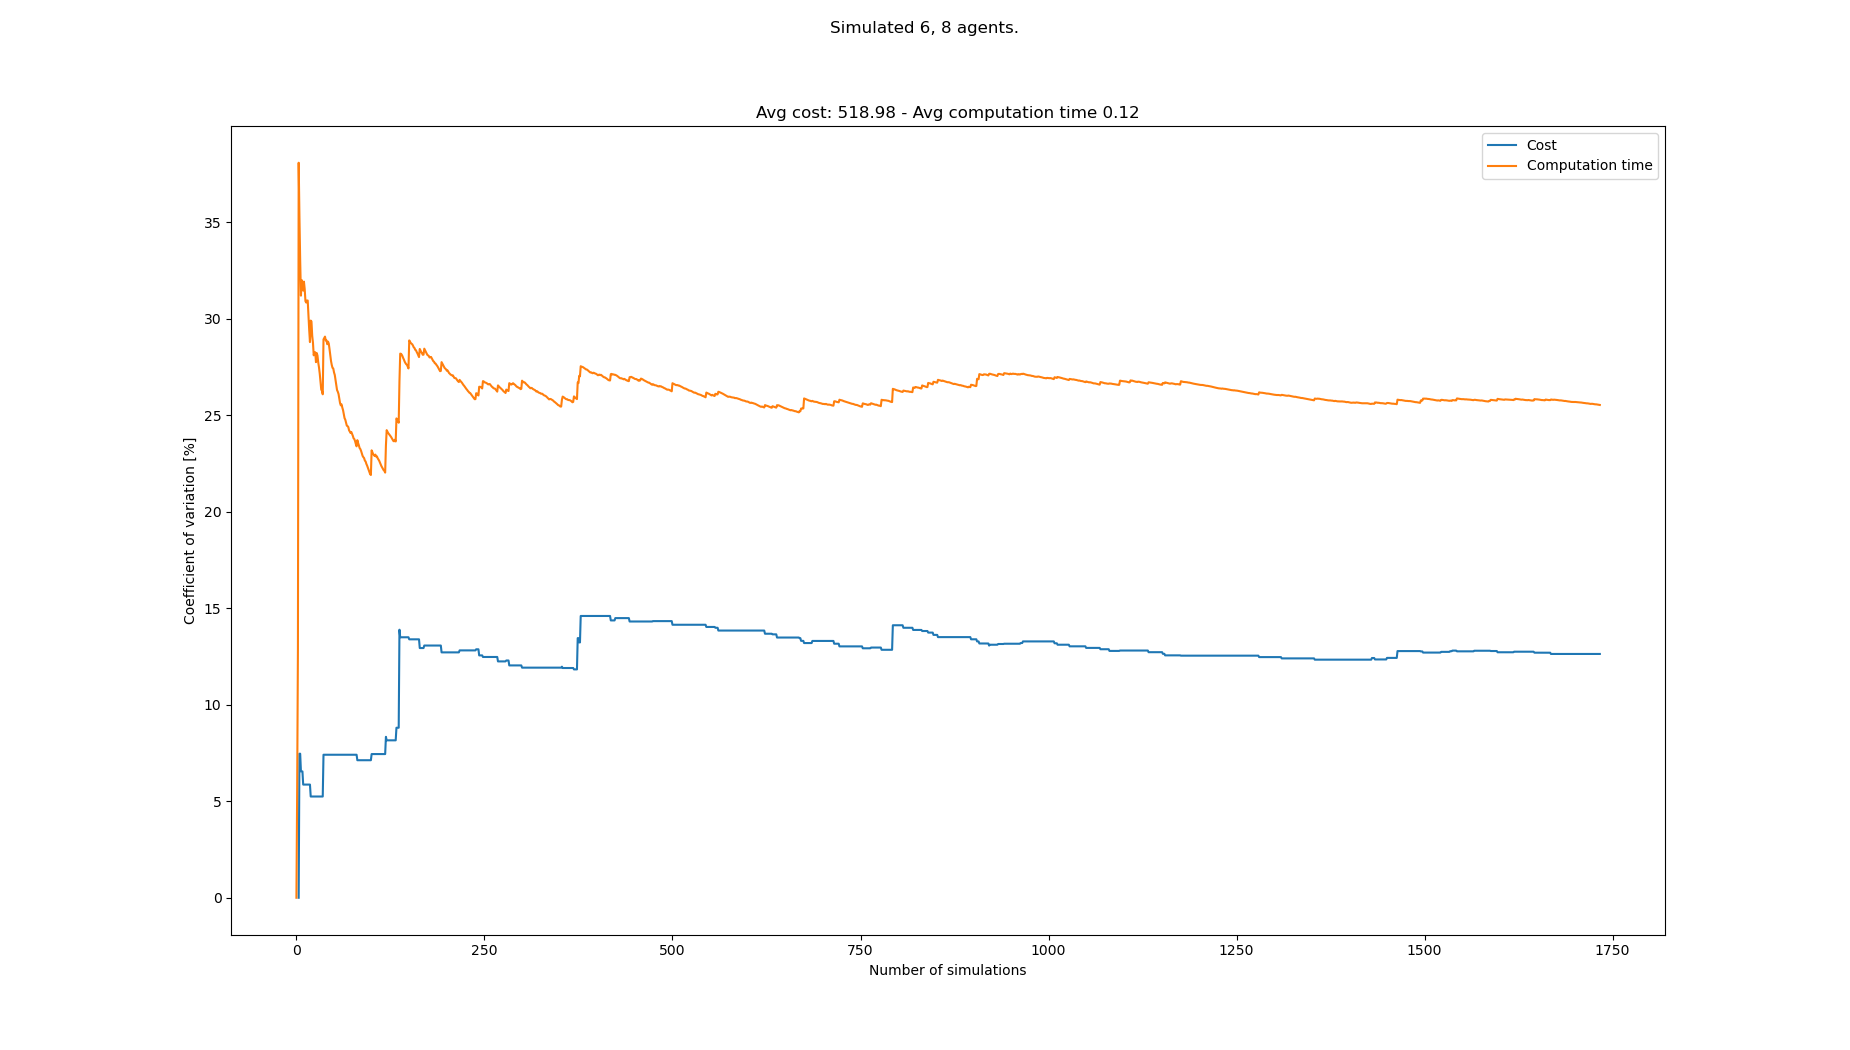 Simulated 6, 8 agents.
Avg cost: 518.98 - Avg computation time 0.12
Cost
Computation time
35
30
25
20
15
10
5
0
Coefficient of variation [%]
0 250 500 750 1000 1250 1500 1750
Number of simulations